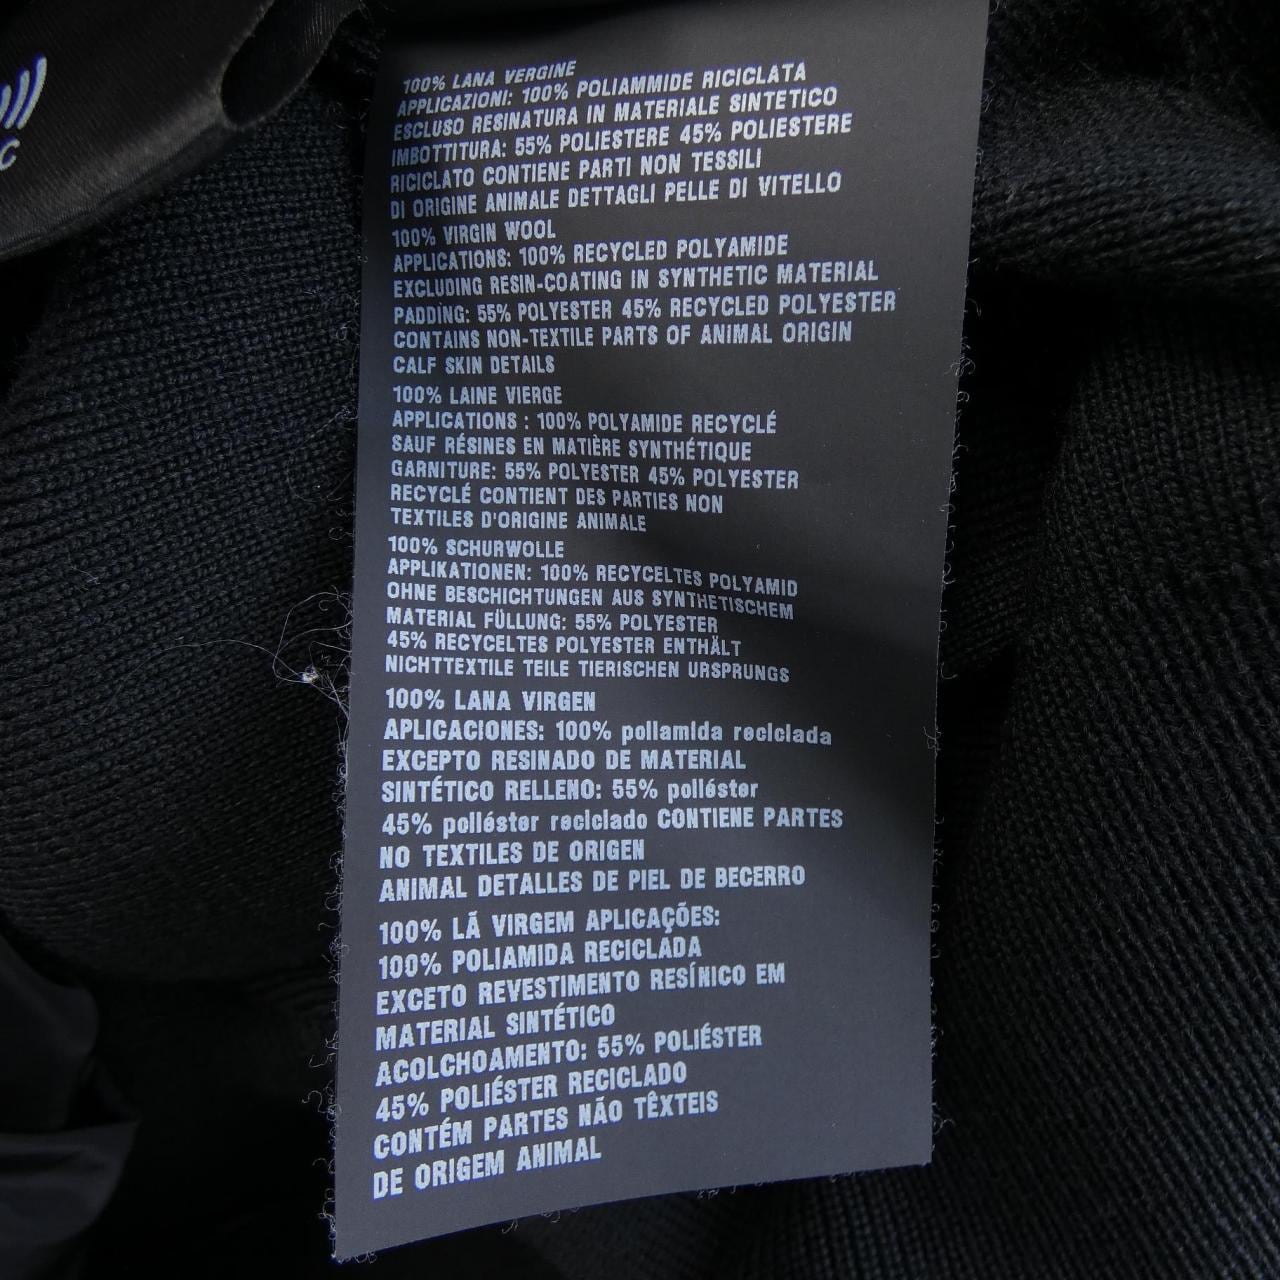 C
100% LANA VERGINE
APPLICAZIONI: 100% POLIAMMIDE RICICLATA
ESCLUSO RESINATURA IN MATERIALE SINTETICO
IMBOTTITURA: 55% POLIESTERE 45% POLIESTERE
RICICLATO CONTIENE PARTI NON TESSILI
DI ORIGINE ANIMALE DETTAGLI PELLE DI VITELLO
100% VIRGIN WOOL
APPLICATIONS: 100% RECYCLED POLYAMIDE
EXCLUDING RESIN-COATING IN SYNTHETIC MATERIAL
PADDING: 55% POLYESTER 45% RECYCLED POLYESTER
CONTAINS NON-TEXTILE PARTS OF ANIMAL ORIGIN
CALF SKIN DETAILS
100% LAINE VIERGE
APPLICATIONS : 100% POLYAMIDE RECYCLÉ
SAUF RÉSINES EN MATIÈRE SYNTHÉTIQUE
GARNITURE: 55% POLYESTER 45% POLYESTER
RECYCLÉ CONTIENT DES PARTIES NON
TEXTILES D'ORIGINE ANIMALE
100% SCHURWOLLE
APPLIKATIONEN: 100% RECYCELTES POLYAMID
OHNE BESCHICHTUNGEN AUS SYNTHETISCHEM
MATERIAL FÜLLUNG: 55% POLYESTER
45% RECYCELTES POLYESTER ENTHÄLT
NICHTTEXTILE TEILE TIERISCHEN URSPRUNGS
100% LANA VIRGEN
APLICACIONES: 100% poliamida reciclada
EXCEPTO RESINADO DE MATERIAL
SINTÉTICO RELLENO: 55% poliéster
45% poliéster reciclado CONTIENE PARTES
NO TEXTILES DE ORIGEN
ANIMAL DETALLES DE PIEL DE BECERRO
100% LÃ VIRGEM APLICAÇÕES:
100% POLIAMIDA RECICLADA
EXCETO REVESTIMENTO RESÍNICO EM
MATERIAL SINTÉTICO
ACOLCHOAMENTO: 55% POLIÉSTER
45% POLIÉSTER RECICLADO
CONTÉM PARTES NÃO TÊXTEIS
DE ORIGEM ANIMAL